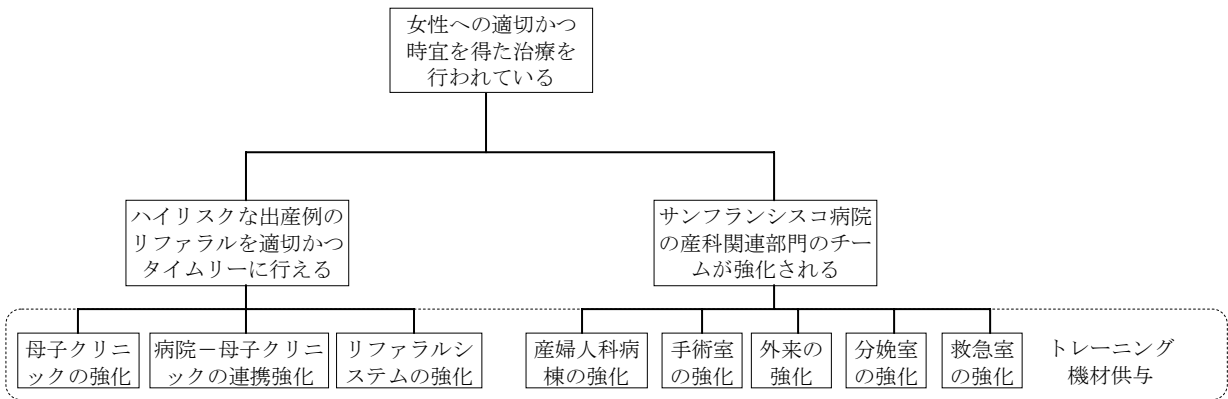 女性への適切かつ
時宜を得た治療を
行われている
ハイリスクな出産例の
リファラルを適切かつ
タイムリーに行える
サンフランシスコ病院
の産科関連部門のチー
ムが強化される
母子クリニ
ックの強化
病院－母子クリニ
ックの連携強化
リファラルシ
ステムの強化
産婦人科病
棟の強化
手術室
の強化
外来の
強化
分娩室
の強化
救急室
の強化
トレーニング
機材供与